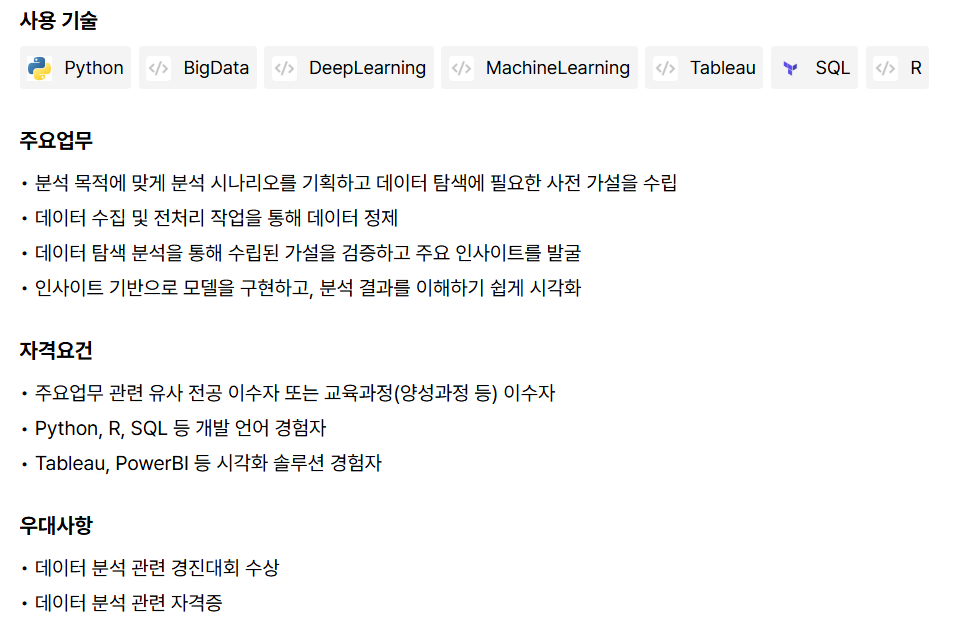 사용 기술
Python </> BigData </> DeepLearning </> MachineLearning </> Tableau SQL </> R
주요업무
• 분석 목적에 맞게 분석 시나리오를 기획하고 데이터 탐색에 필요한 사전 가설을 수립
• 데이터 수집 및 전처리 작업을 통해 데이터 정제
• 데이터 탐색 분석을 통해 수립된 가설을 검증하고 주요 인사이트를 발굴
• 인사이트 기반으로 모델을 구현하고, 분석 결과를 이해하기 쉽게 시각화
자격요건
• 주요업무 관련 유사 전공 이수자 또는 교육과정(양성과정 등) 이수자
• Python, R, SQL 등 개발 언어 경험자
• Tableau, PowerBI 등 시각화 솔루션 경험자
우대사항
• 데이터 분석 관련 경진대회 수상
• 데이터 분석 관련 자격증